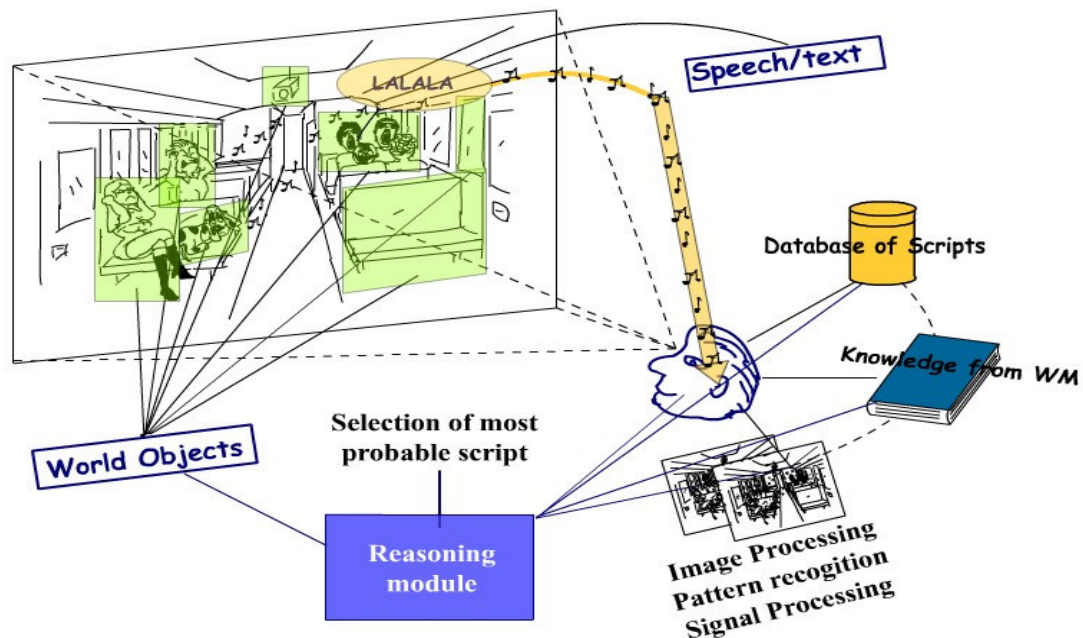 LALALA
Speech/text
Database of Scripts
Knowledge from WM
World Objects
Selection of most
probable script
Reasoning
module
Image Processing
Pattern recogition
Signal Processing